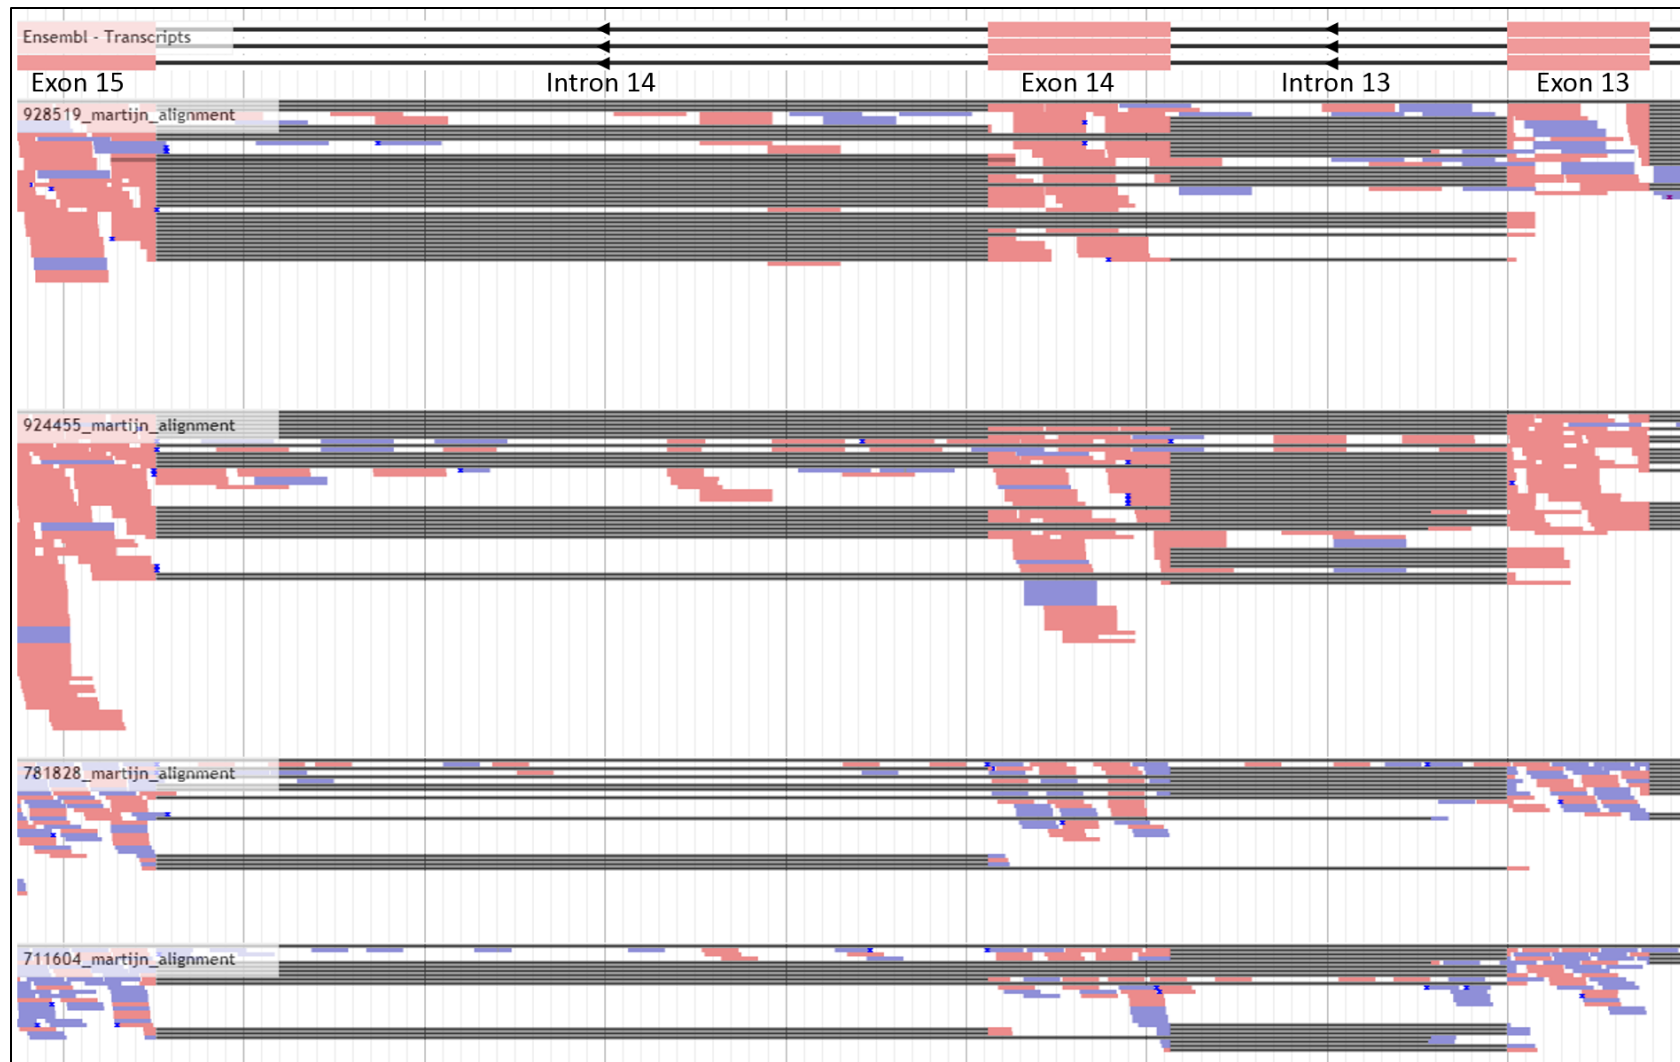 Ensembl - Transcripts
Exon 15 Intron 14 Exon 14 Intron 13 Exon 13
928519_martijn_alignment
924455_martijn_alignment
781828_martijn_alignment
711604_martijn_alignment